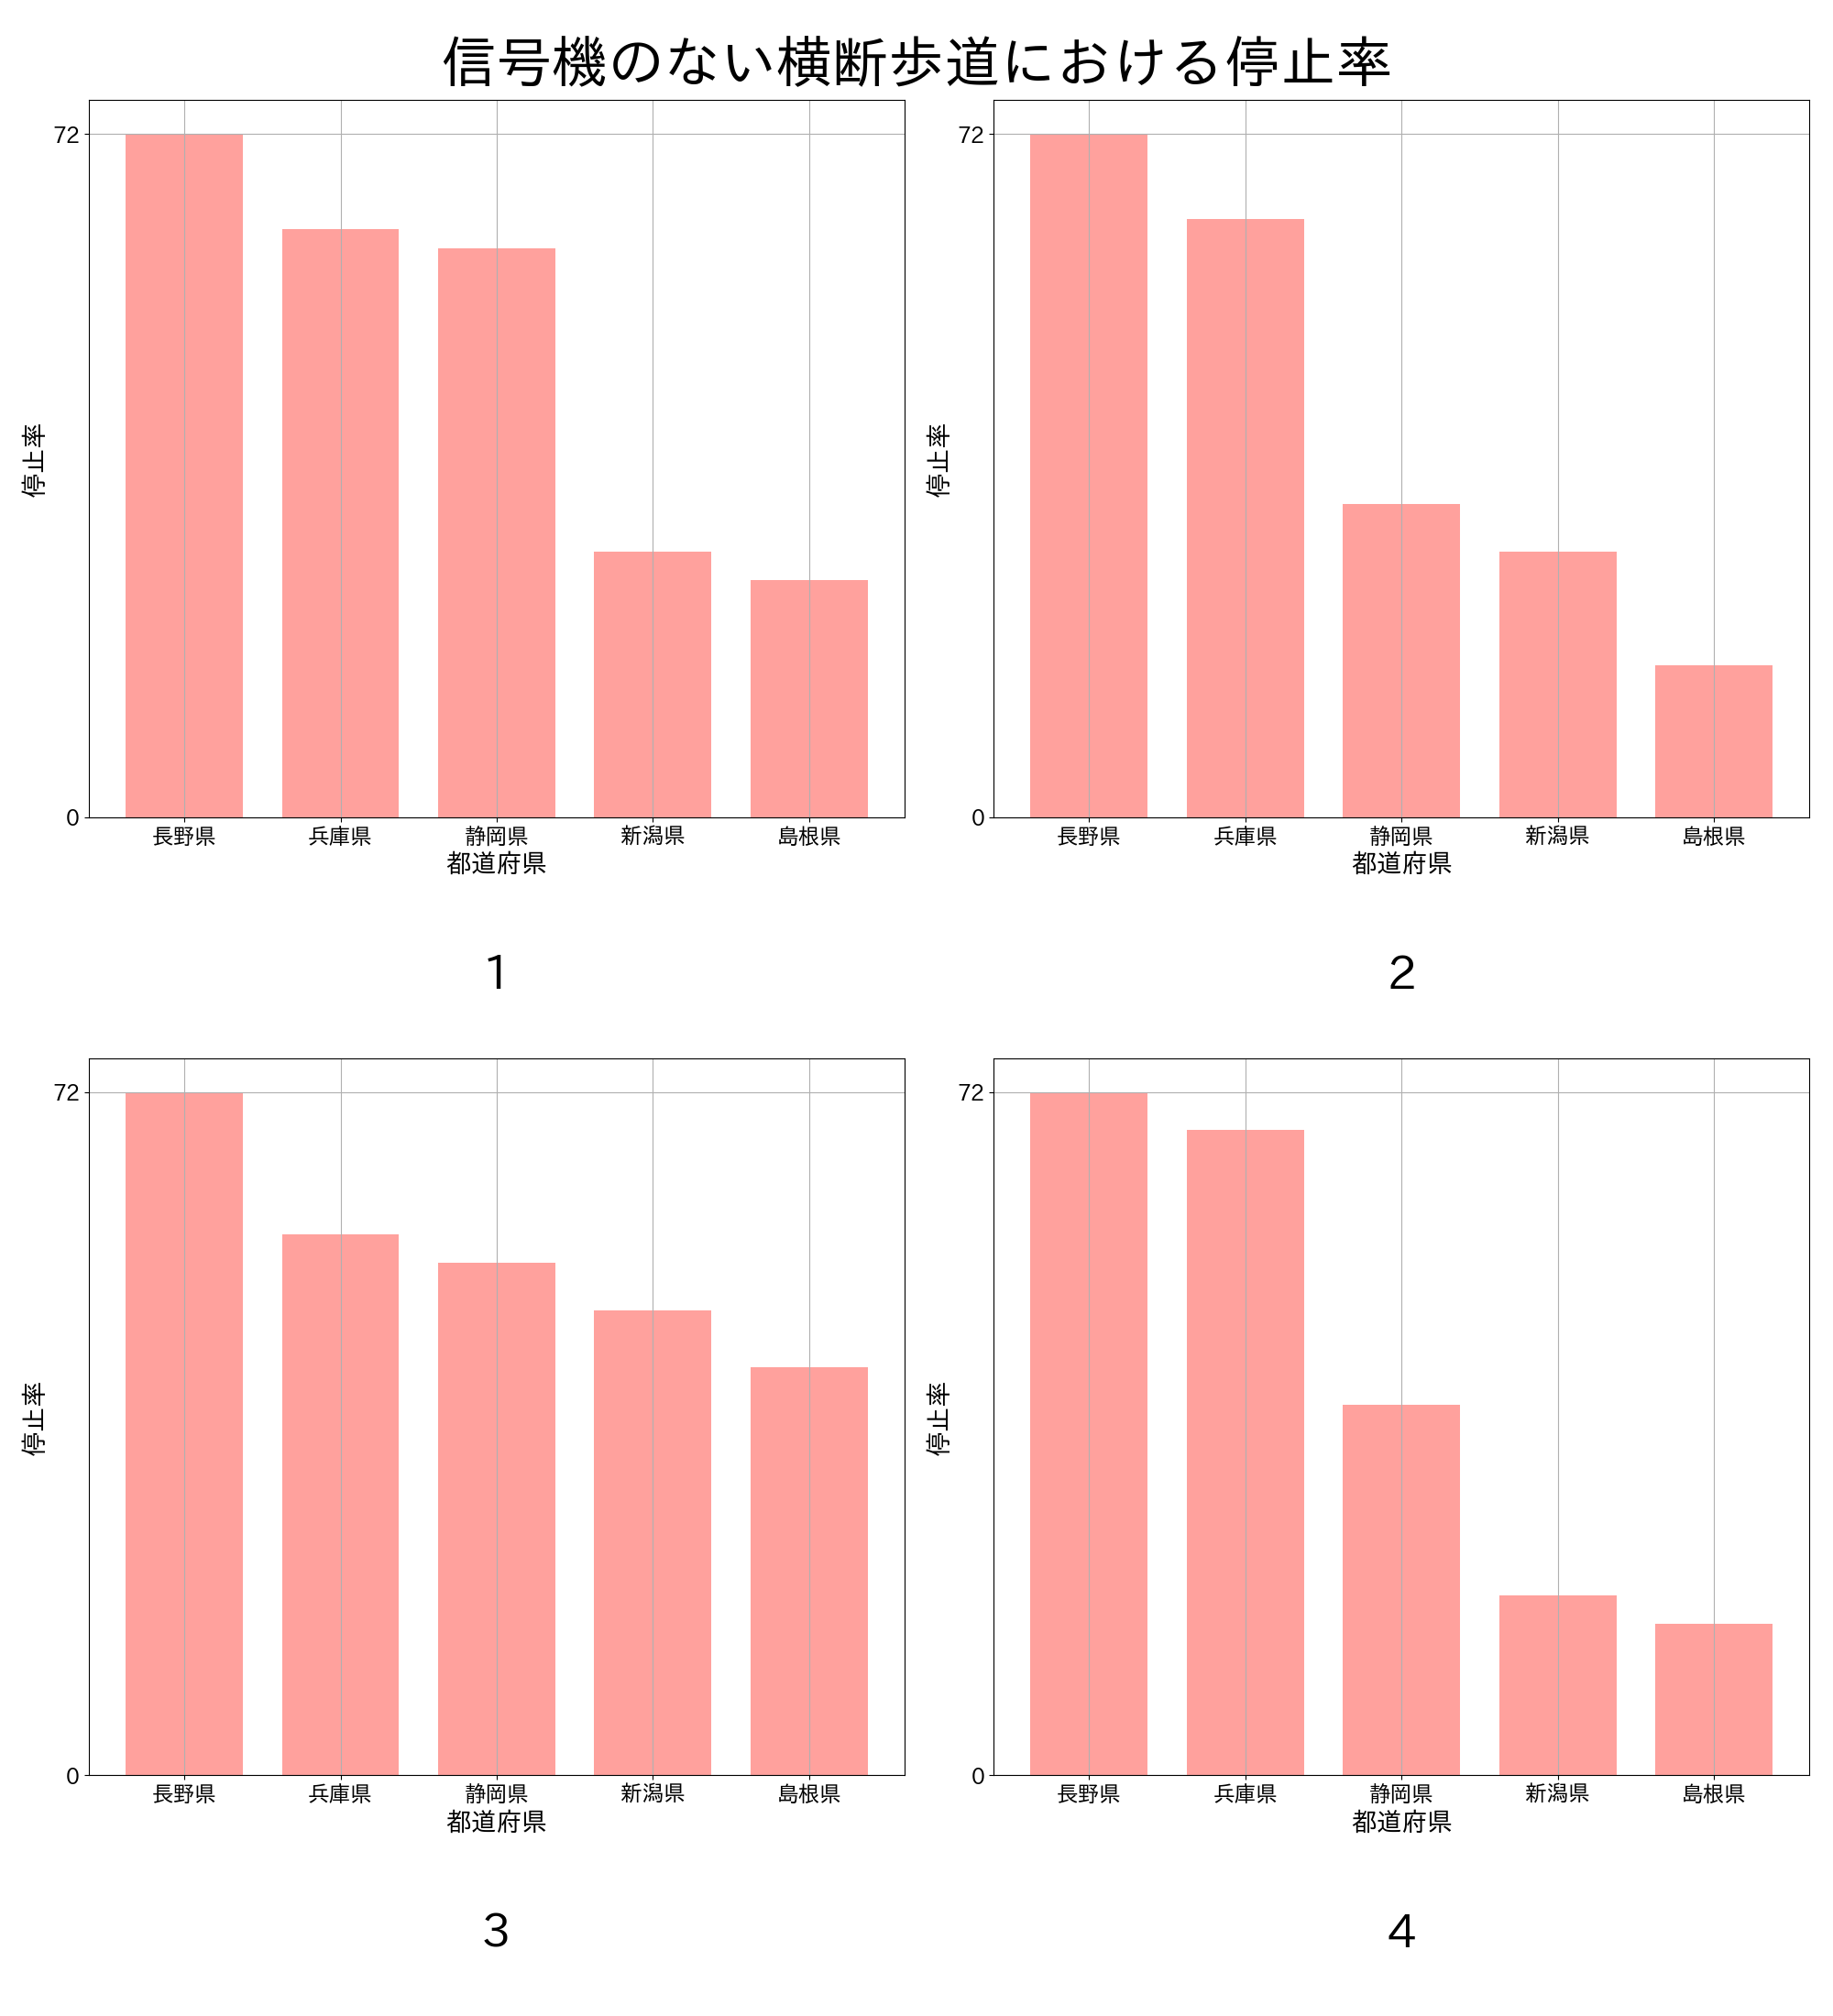 信号機のない横断歩道における停止率
72
0
停止率
長野県 兵庫県 静岡県 新潟県 島根県
都道府県
1
72
0
停止率
長野県 兵庫県 静岡県 新潟県 島根県
都道府県
2
72
0
停止率
長野県 兵庫県 静岡県 新潟県 島根県
都道府県
3
72
0
停止率
長野県 兵庫県 静岡県 新潟県 島根県
都道府県
4